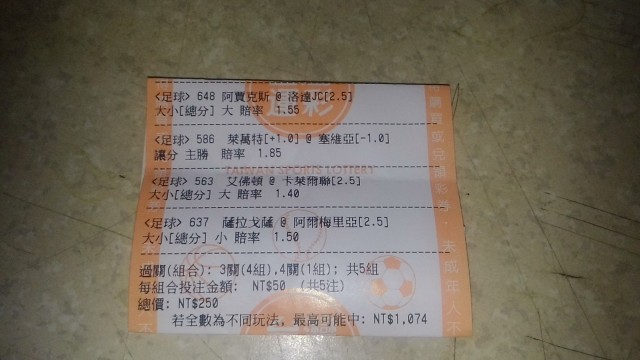 <足球> 648 阿賈克斯 @ 洛達JC[2.5]
大小[總分] 大 賠率 1.55
<足球> 586 萊萬特[+1.0] @ 塞維亞[-1.0]
讓分 主勝 賠率 1.85
TAIWAN SPORTS LOTTERY
<足球> 563 艾佛頓 @ 卡萊爾聯[2.5]
大小[總分] 大 賠率 1.40
<足球> 637 薩拉戈薩 @ 阿爾梅里亞[2.5]
大小[總分] 小 賠率 1.50
過關(組合): 3關(4組),4關(1組); 共5組
每組合投注金額: NT$50 (共5注)
總價: NT$250
若全數為不同玩法, 最高可能中: NT$1,074